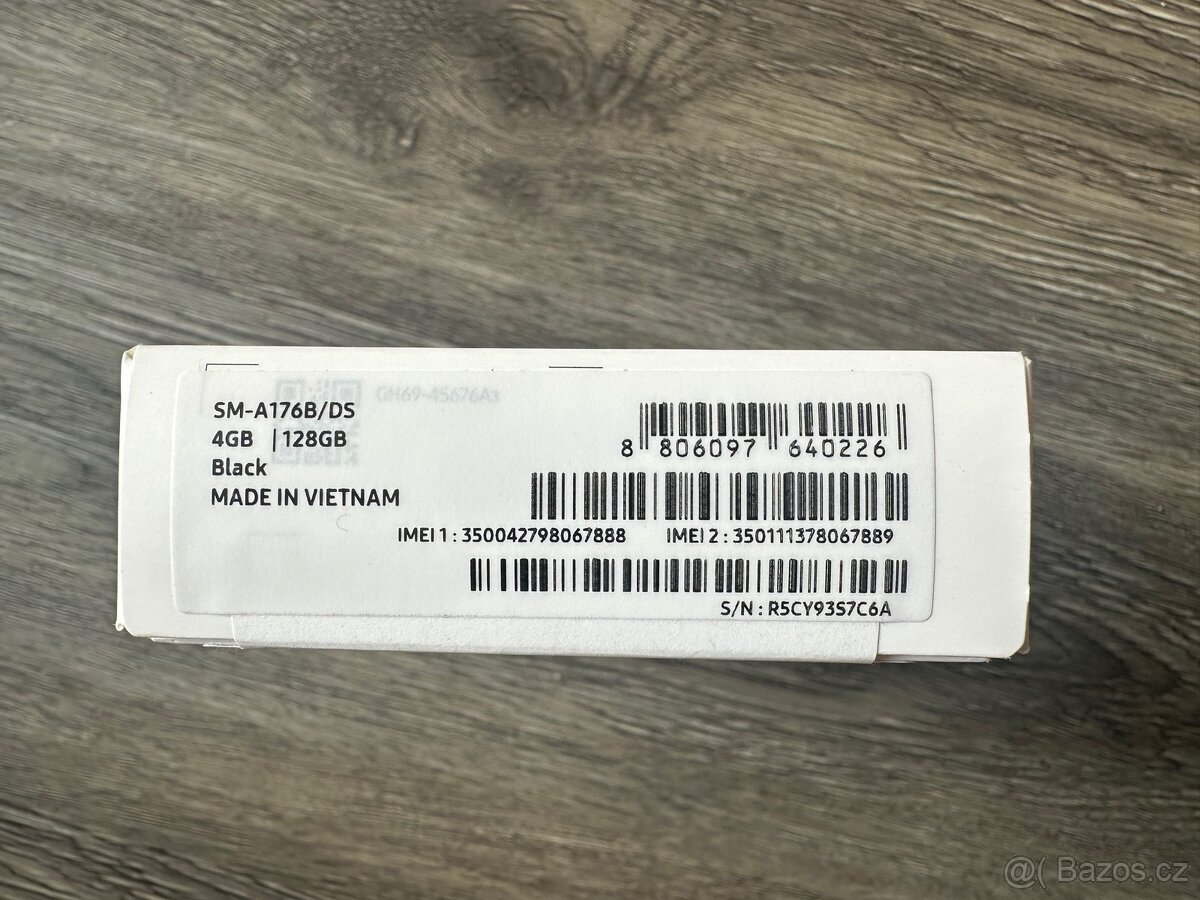 GH69-45676A
SM-A176B/DS
4GB | 128GB
Black
MADE IN VIETNAM
8 806097 640226
IMEI 1 : 350042798067888 IMEI 2 : 350111378067889
S/N : R5CY93S7C6A
@( Bazos.cz